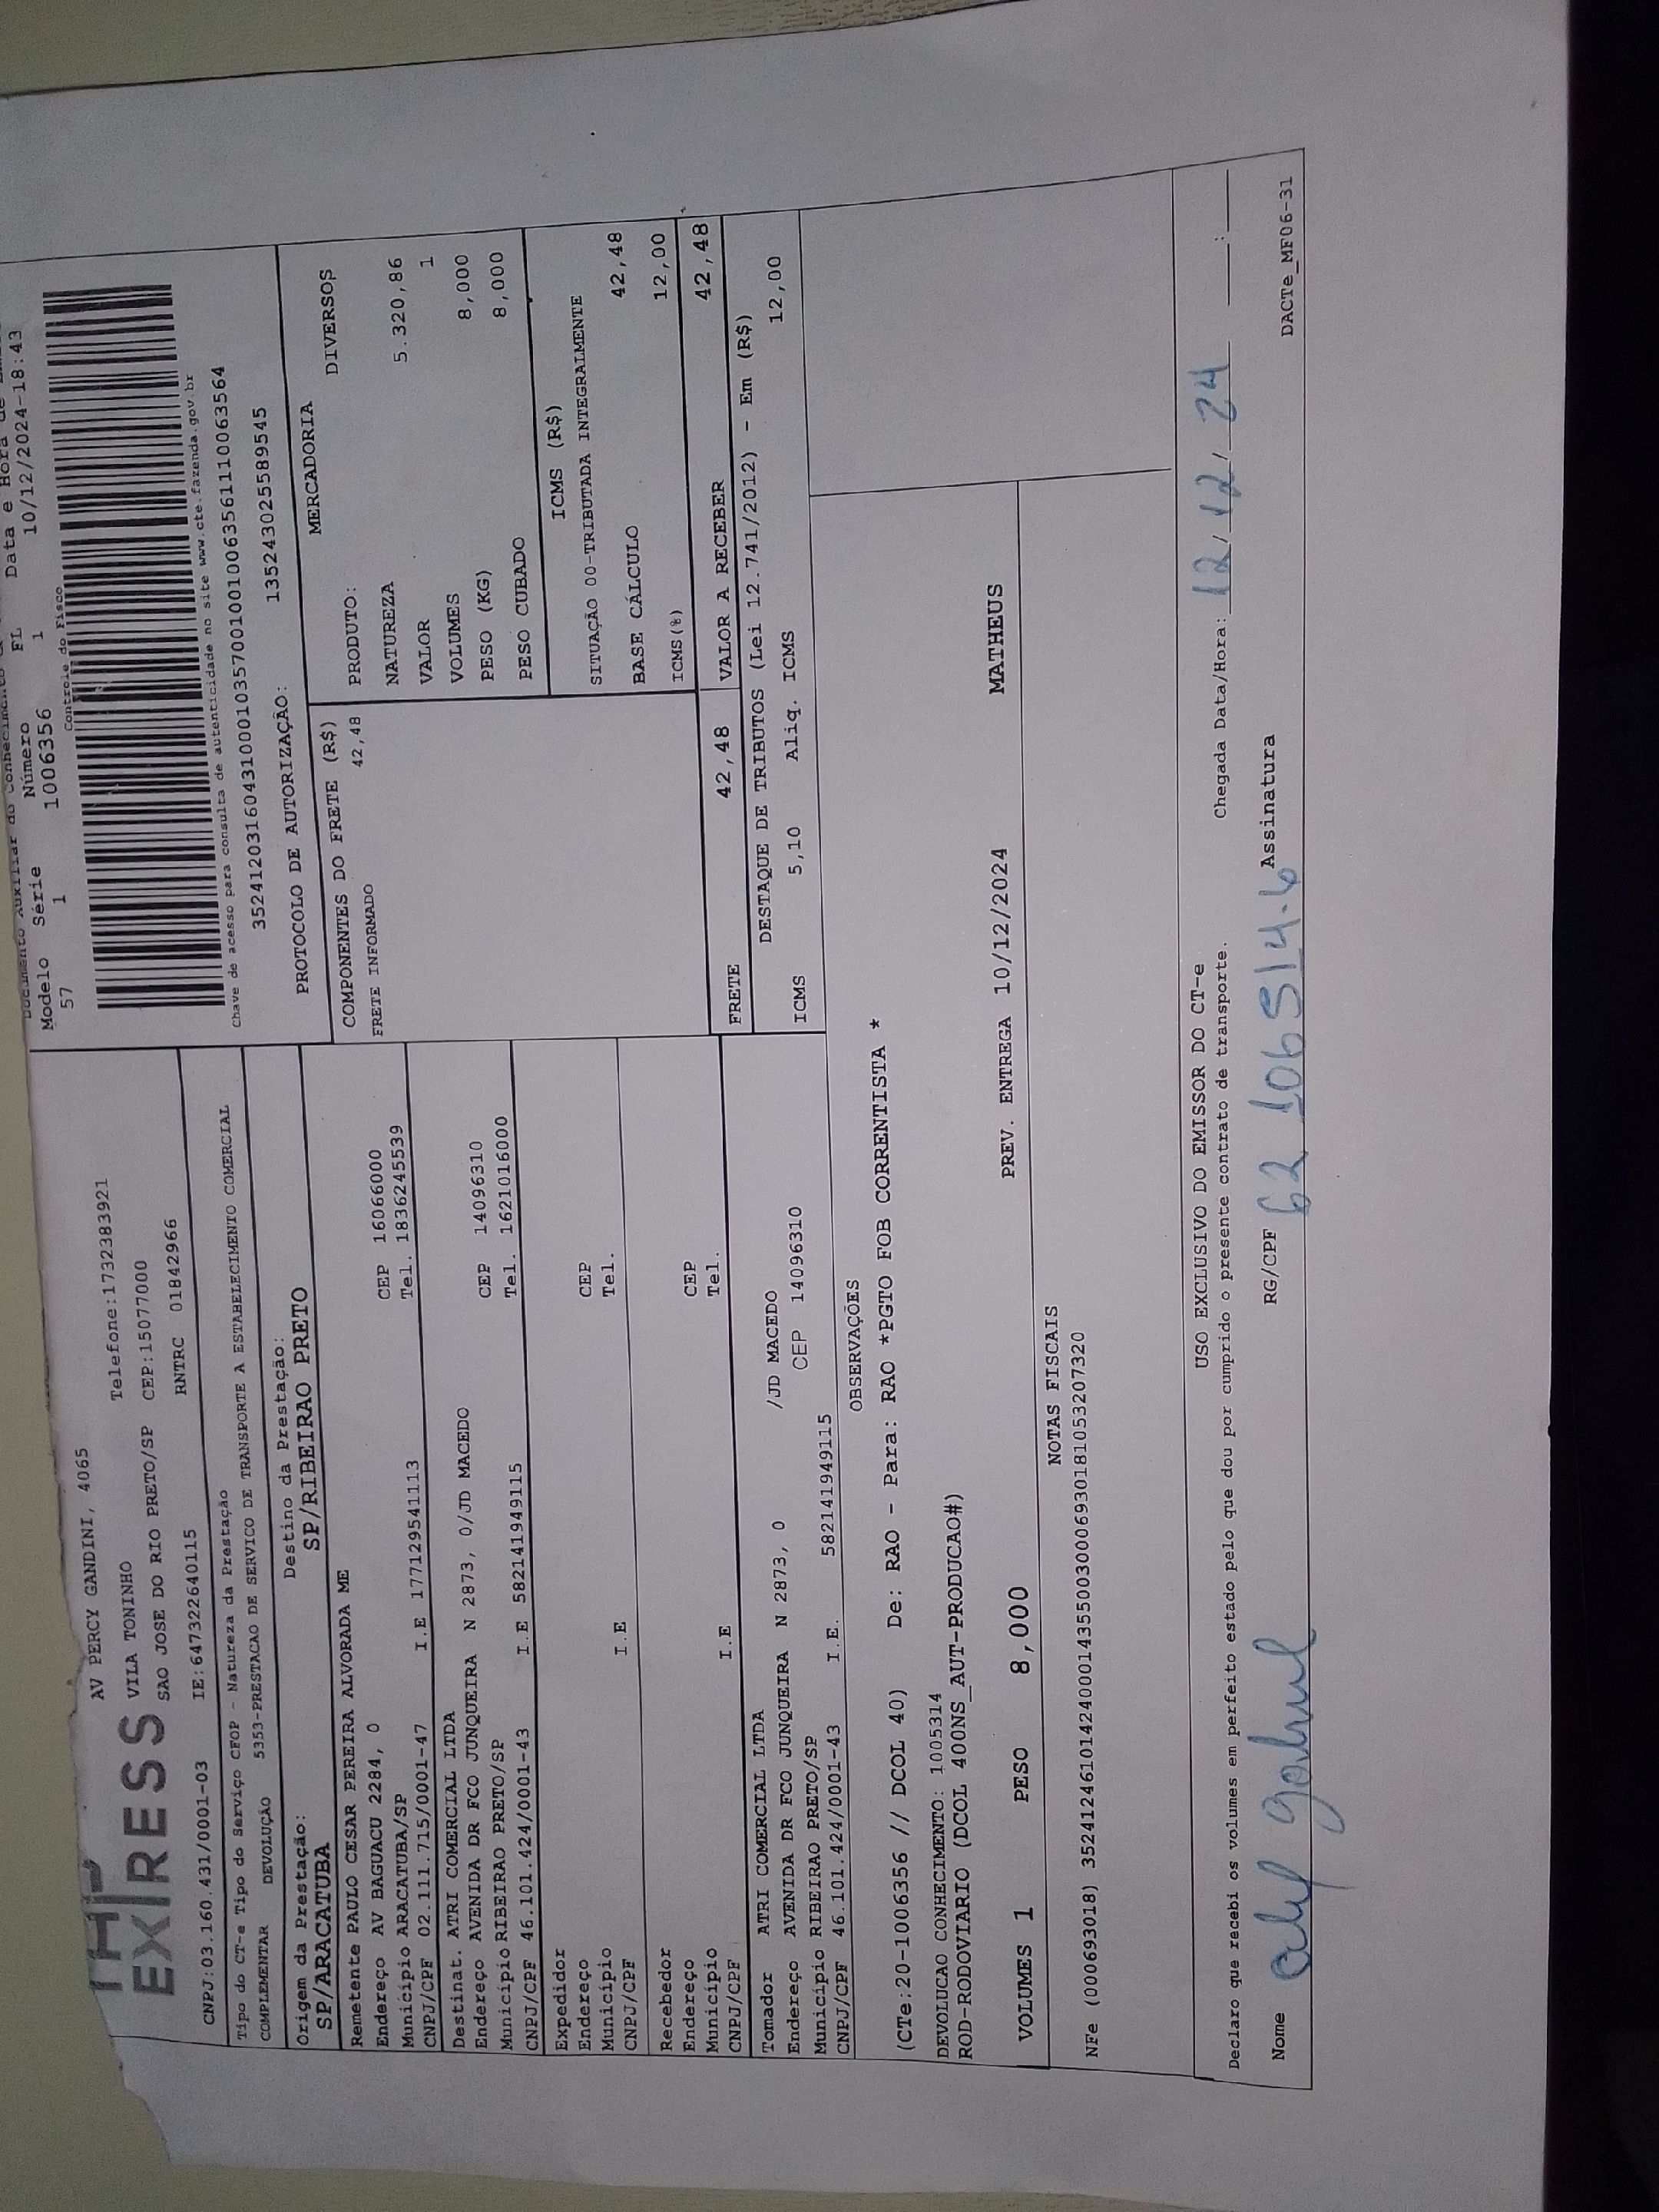 EXPRESS
AV PERCY GANDINI, 4065
Telefone:1732383921
VILA TONINHO
SAO JOSE DO RIO PRETO/SP CEP:15077000
CNPJ:03.160.431/0001-03 IE:647322640115 RNTRC 01842966
Documento Auxiliar do Conhecimento
Modelo Série Número FL Data e Hora de
57 1 1006356 1 10/12/2024-18:43
Controle do Fisco
Chave de acesso para consulta de autenticidade no site www.cte.fazenda.gov.br
35241203160431000103570010010063561110063564
PROTOCOLO DE AUTORIZAÇÃO: 135243025589545
Tipo do CT-e Tipo do Serviço CFOP - Natureza da Prestação
COMPLEMENTAR DEVOLUÇÃO 5353-PRESTACAO DE SERVICO DE TRANSPORTE A ESTABELECIMENTO COMERCIAL
Origem da Prestação: Destino da Prestação:
SP/ARACATUBA SP/RIBEIRAO PRETO
Remetente PAULO CESAR PEREIRA ALVORADA ME
Endereço AV BAGUACU 2284, 0 CEP 16066000
Município ARACATUBA/SP Tel. 1836245539
CNPJ/CPF 02.111.715/0001-47 I.E 177129541113
Destinat. ATRI COMERCIAL LTDA
Endereço AVENIDA DR FCO JUNQUEIRA N 2873, 0/JD MACEDO CEP 14096310
Município RIBEIRAO PRETO/SP Tel. 1621016000
CNPJ/CPF 46.101.424/0001-43 I.E 582141949115
Expedidor
Endereço CEP
Município Tel.
CNPJ/CPF I.E
Recebedor
Endereço CEP
Município Tel.
CNPJ/CPF I.E
Tomador ATRI COMERCIAL LTDA
Endereço AVENIDA DR FCO JUNQUEIRA N 2873, 0 /JD MACEDO
Município RIBEIRAO PRETO/SP CEP 14096310
CNPJ/CPF 46.101.424/0001-43 I.E. 582141949115
COMPONENTES DO FRETE (R$)
FRETE INFORMADO 42,48
FRETE 42,48
MERCADORIA
PRODUTO: DIVERSOS
NATUREZA
VALOR 5.320,86
VOLUMES 1
PESO (KG) 8,000
PESO CUBADO 8,000
ICMS (R$)
SITUAÇÃO 00-TRIBUTADA INTEGRALMENTE
BASE CÁLCULO 42,48
ICMS(%) 12,00
VALOR A RECEBER 42,48
DESTAQUE DE TRIBUTOS (Lei 12.741/2012) - Em (R$)
ICMS 5,10 Aliq. ICMS 12,00
OBSERVAÇÕES
(CTe:20-1006356 // DCOL 40) De: RAO - Para: RAO *PGTO FOB CORRENTISTA *
DEVOLUCAO CONHECIMENTO: 1005314
ROD-RODOVIARIO (DCOL 400NS_AUT-PRODUCAO#)
VOLUMES 1 PESO 8,000 PREV. ENTREGA 10/12/2024 MATHEUS
NOTAS FISCAIS
NFe (000693018) 35241246101424000143550030006930181053207320
USO EXCLUSIVO DO EMISSOR DO CT-e
Declaro que recebi os volumes em perfeito estado pelo que dou por cumprido o presente contrato de transporte. Chegada Data/Hora: 12/12/24 :
Nome RG/CPF 62 106514-6 Assinatura
DACTe_MF06-31